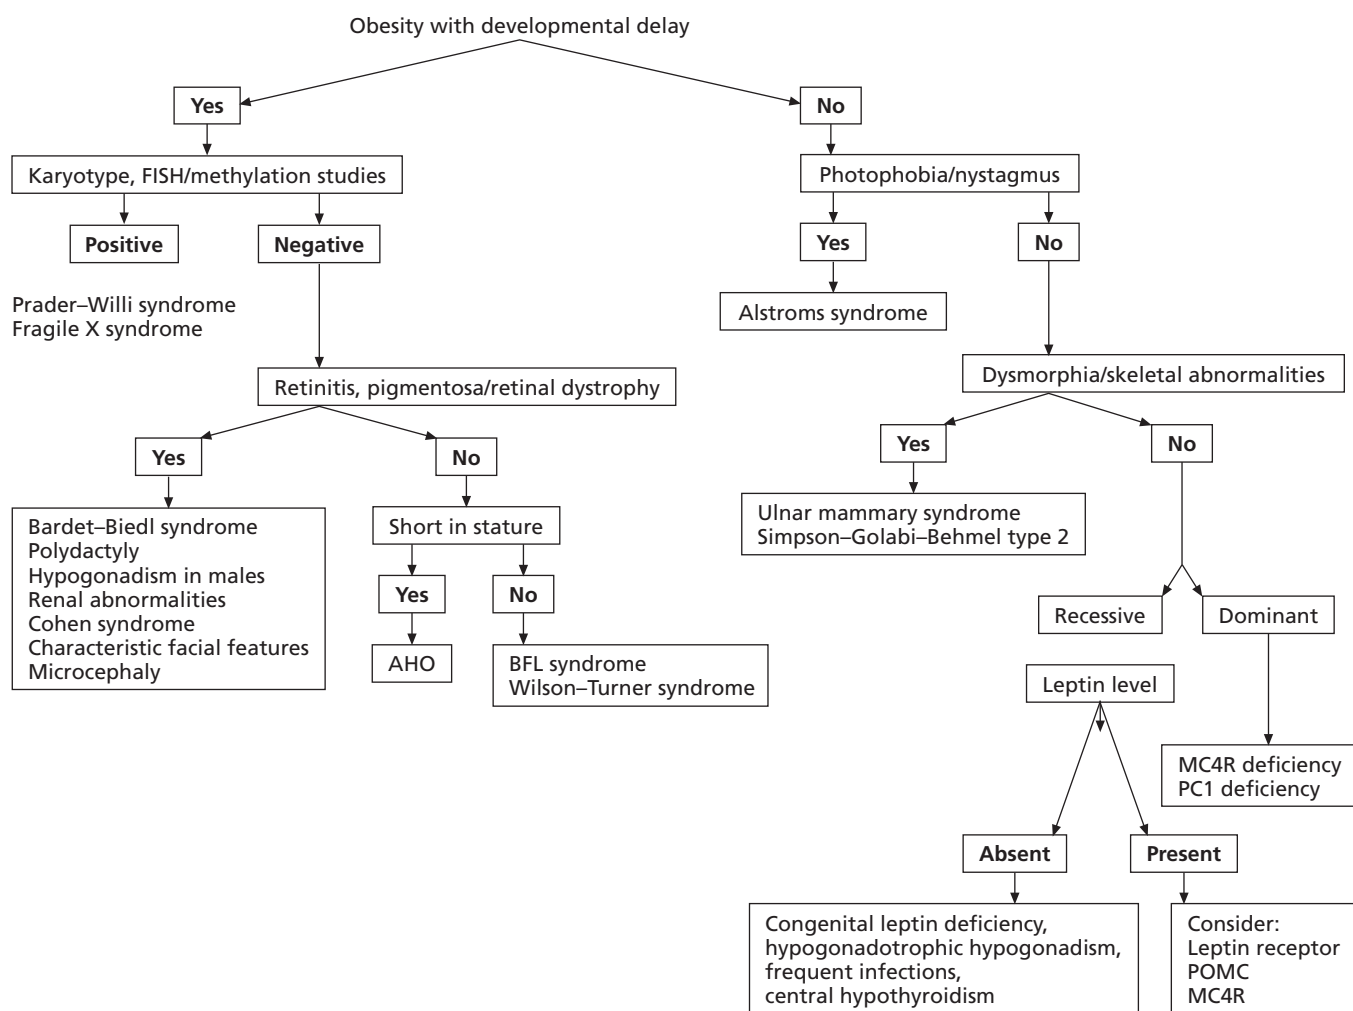 Obesity with developmental delay
Yes
No
Karyotype, FISH/methylation studies
Photophobia/nystagmus
Positive
Negative
Yes
No
Prader–Willi syndrome
Fragile X syndrome
Alstroms syndrome
Retinitis, pigmentosa/retinal dystrophy
Dysmorphia/skeletal abnormalities
Yes
No
Yes
No
Bardet–Biedl syndrome
Polydactyly
Hypogonadism in males
Renal abnormalities
Cohen syndrome
Characteristic facial features
Microcephaly
Short in stature
Yes
No
AHO
BFL syndrome
Wilson–Turner syndrome
Ulnar mammary syndrome
Simpson–Golabi–Behmel type 2
Recessive
Dominant
Leptin level
MC4R deficiency
PC1 deficiency
Absent
Present
Congenital leptin deficiency,
hypogonadotrophic hypogonadism,
frequent infections,
central hypothyroidism
Consider:
Leptin receptor
POMC
MC4R